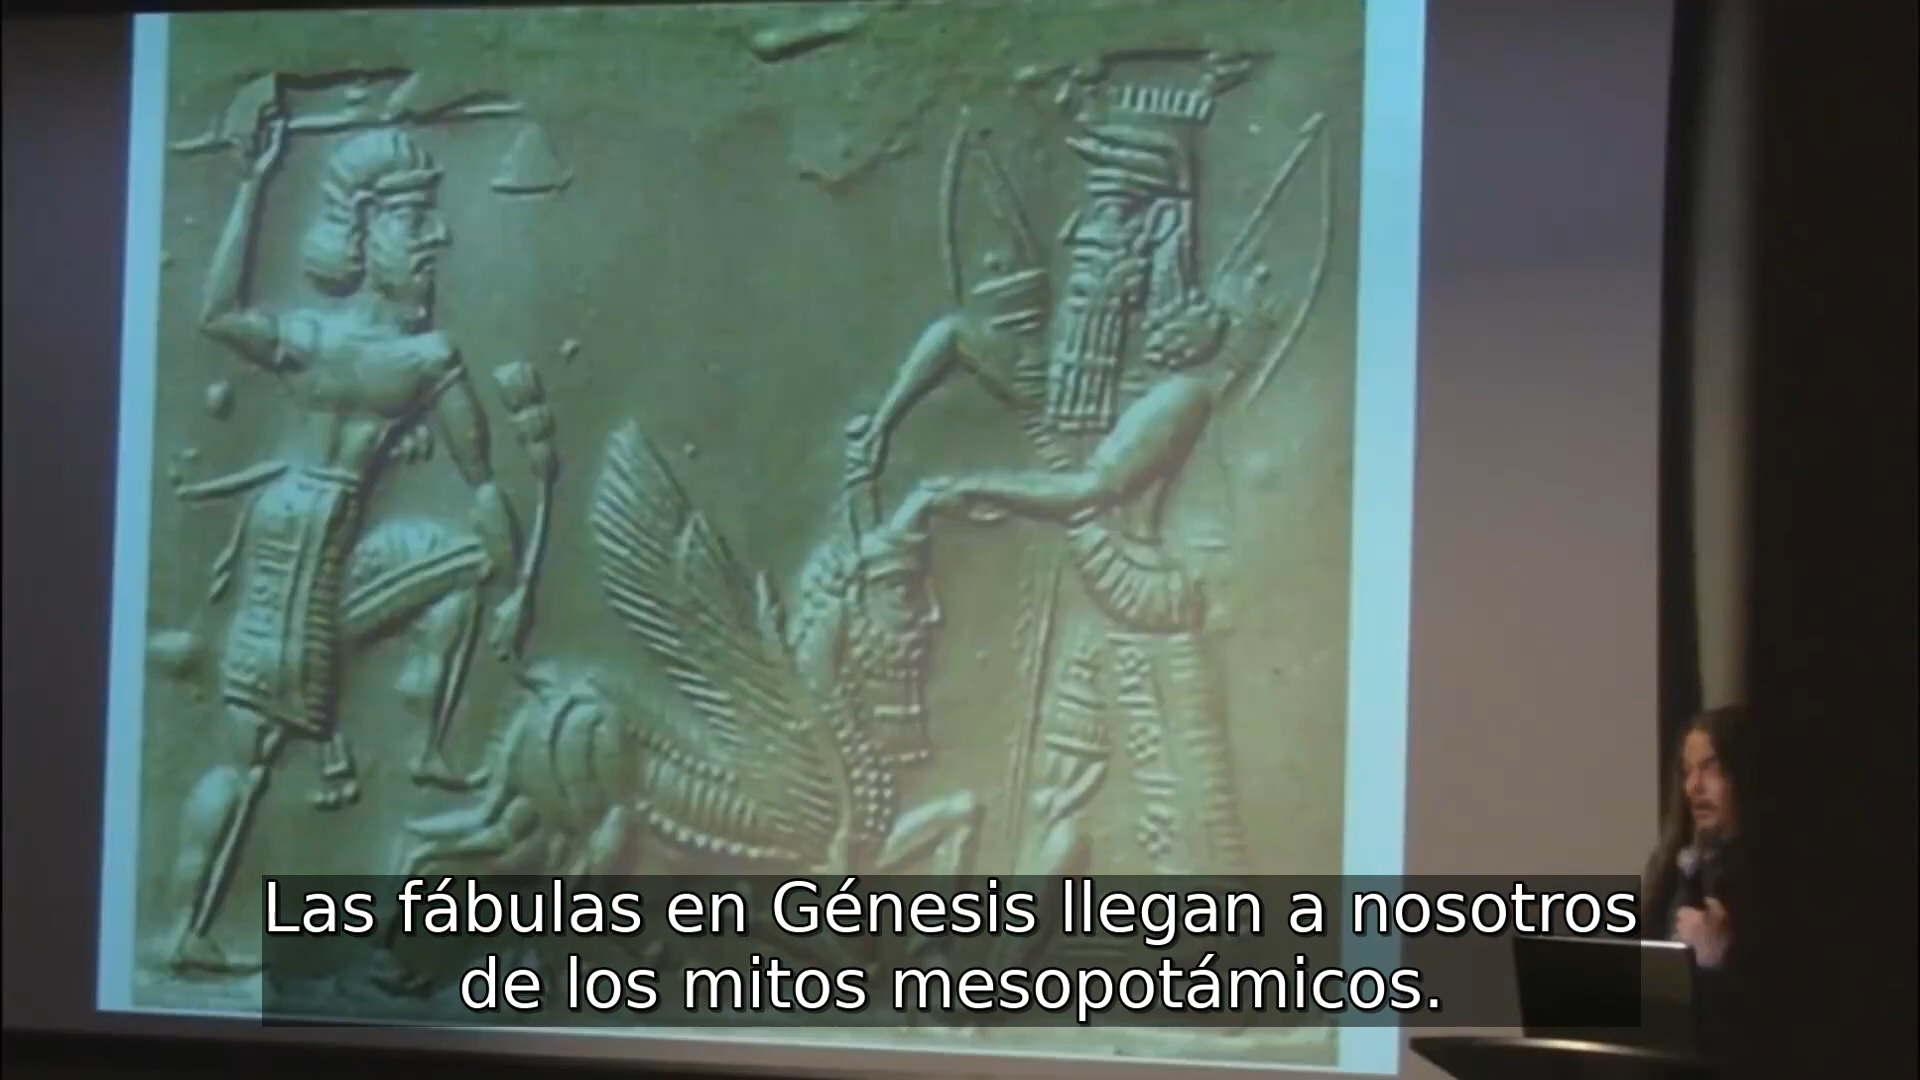 Las fábulas en Génesis llegan a nosotros
de los mitos mesopotámicos.